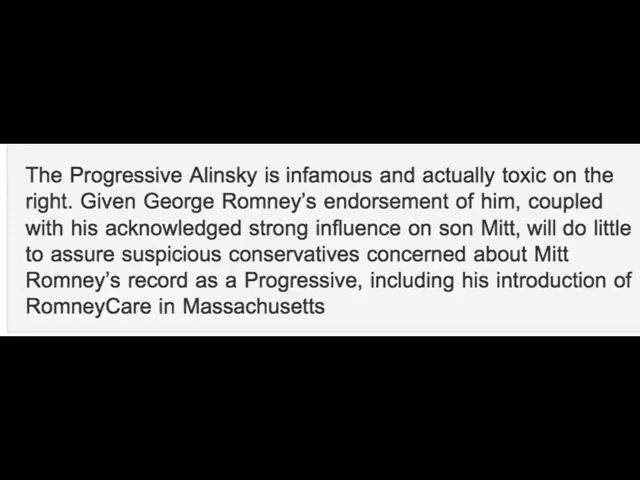 The Progressive Alinsky is infamous and actually toxic on the
right. Given George Romney’s endorsement of him, coupled
with his acknowledged strong influence on son Mitt, will do little
to assure suspicious conservatives concerned about Mitt
Romney’s record as a Progressive, including his introduction of
RomneyCare in Massachusetts